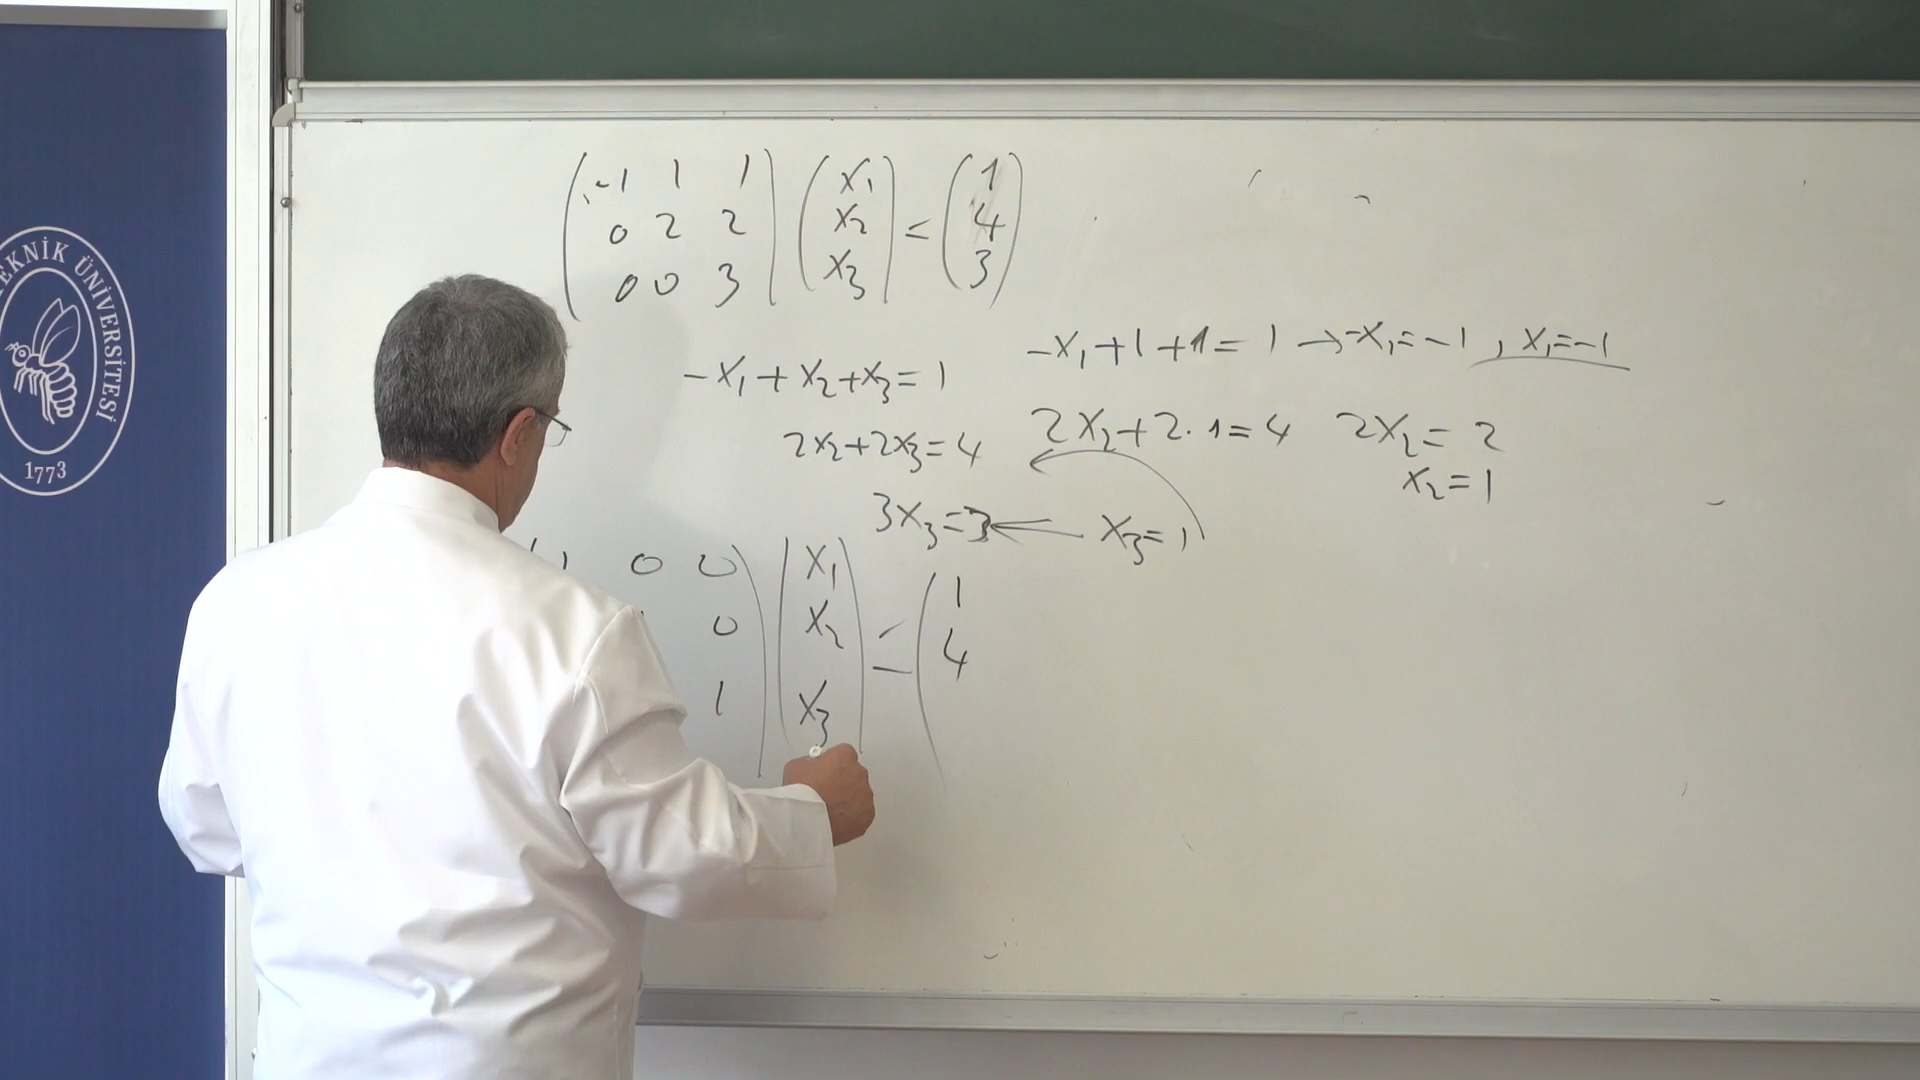 -1 1 1 x₁ 1
0 2 2 x₂ = 4
0 0 3 x₃ 3
-x₁+1+1=1 → -x₁=-1, x₁=-1
-x₁+x₂+x₃=1
2x₂+2x₃=4 2x₂+2.1=4 2x₂=2
x₂=1
3x₃=3 ← x₃=1
1 0 0 x₁ 1
0 x₂ = 4
1 x₃
TEKNİK ÜNİVERSİTESİ
1773